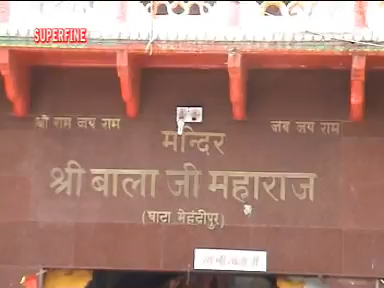 SUPERFINE
श्री राम जय राम
जय जय राम
मन्दिर
श्री बाला जी महाराज
(घाटा मेहंदीपुर)